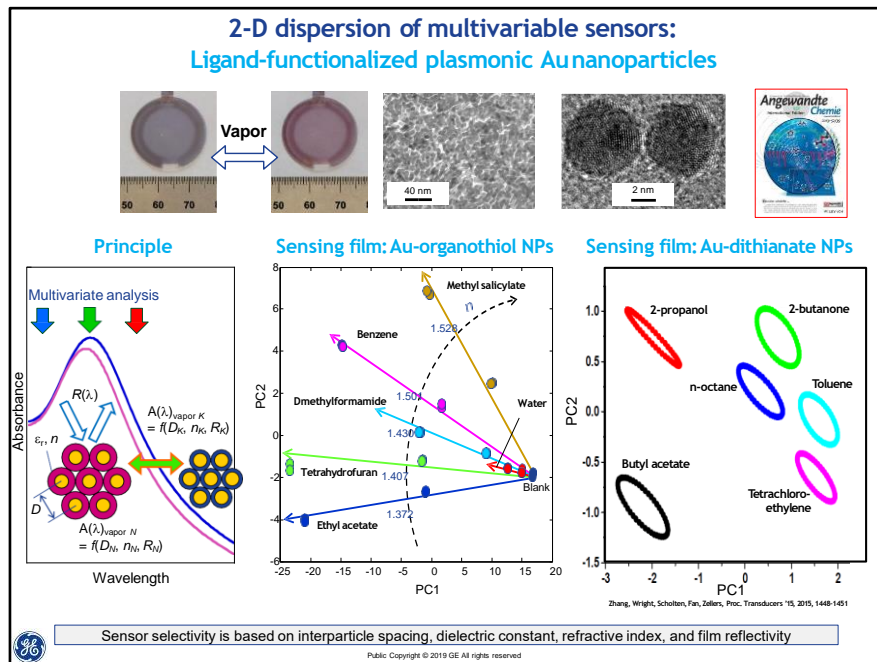 2-D dispersion of multivariable sensors:
Ligand-functionalized plasmonic Au nanoparticles
Vapor
50 60 70 80
50 60 70 80
40 nm
2 nm
Angewandte
Chemie
Principle
Multivariate analysis
R(λ)
A(λ)vapor K
= f(DK, nK, RK)
εr, n
D
A(λ)vapor N
= f(DN, nN, RN)
Absorbance
Wavelength
Sensing film: Au-organothiol NPs
8
6
4
2
0
-2
-4
-6
PC2
Methyl salicylate
n
1.528
Benzene
1.501
Dmethylformamide
Water
1.430
Tetrahydrofuran
Blank
1.407
1.372
Ethyl acetate
-25 -20 -15 -10 -5 0 5 10 15 20
PC1
Sensing film: Au-dithianate NPs
1.0
0.5
0.0
-0.5
-1.0
-1.5
PC2
2-propanol
2-butanone
n-octane
Toluene
Butyl acetate
Tetrachloro-
ethylene
-3 -2 -1 0 1 2
PC1
Zhang, Wright, Scholten, Fan, Zellers, Proc. Transducers '15, 2015, 1448-1451
Sensor selectivity is based on interparticle spacing, dielectric constant, refractive index, and film reflectivity
Public Copyright © 2019 GE All rights reserved